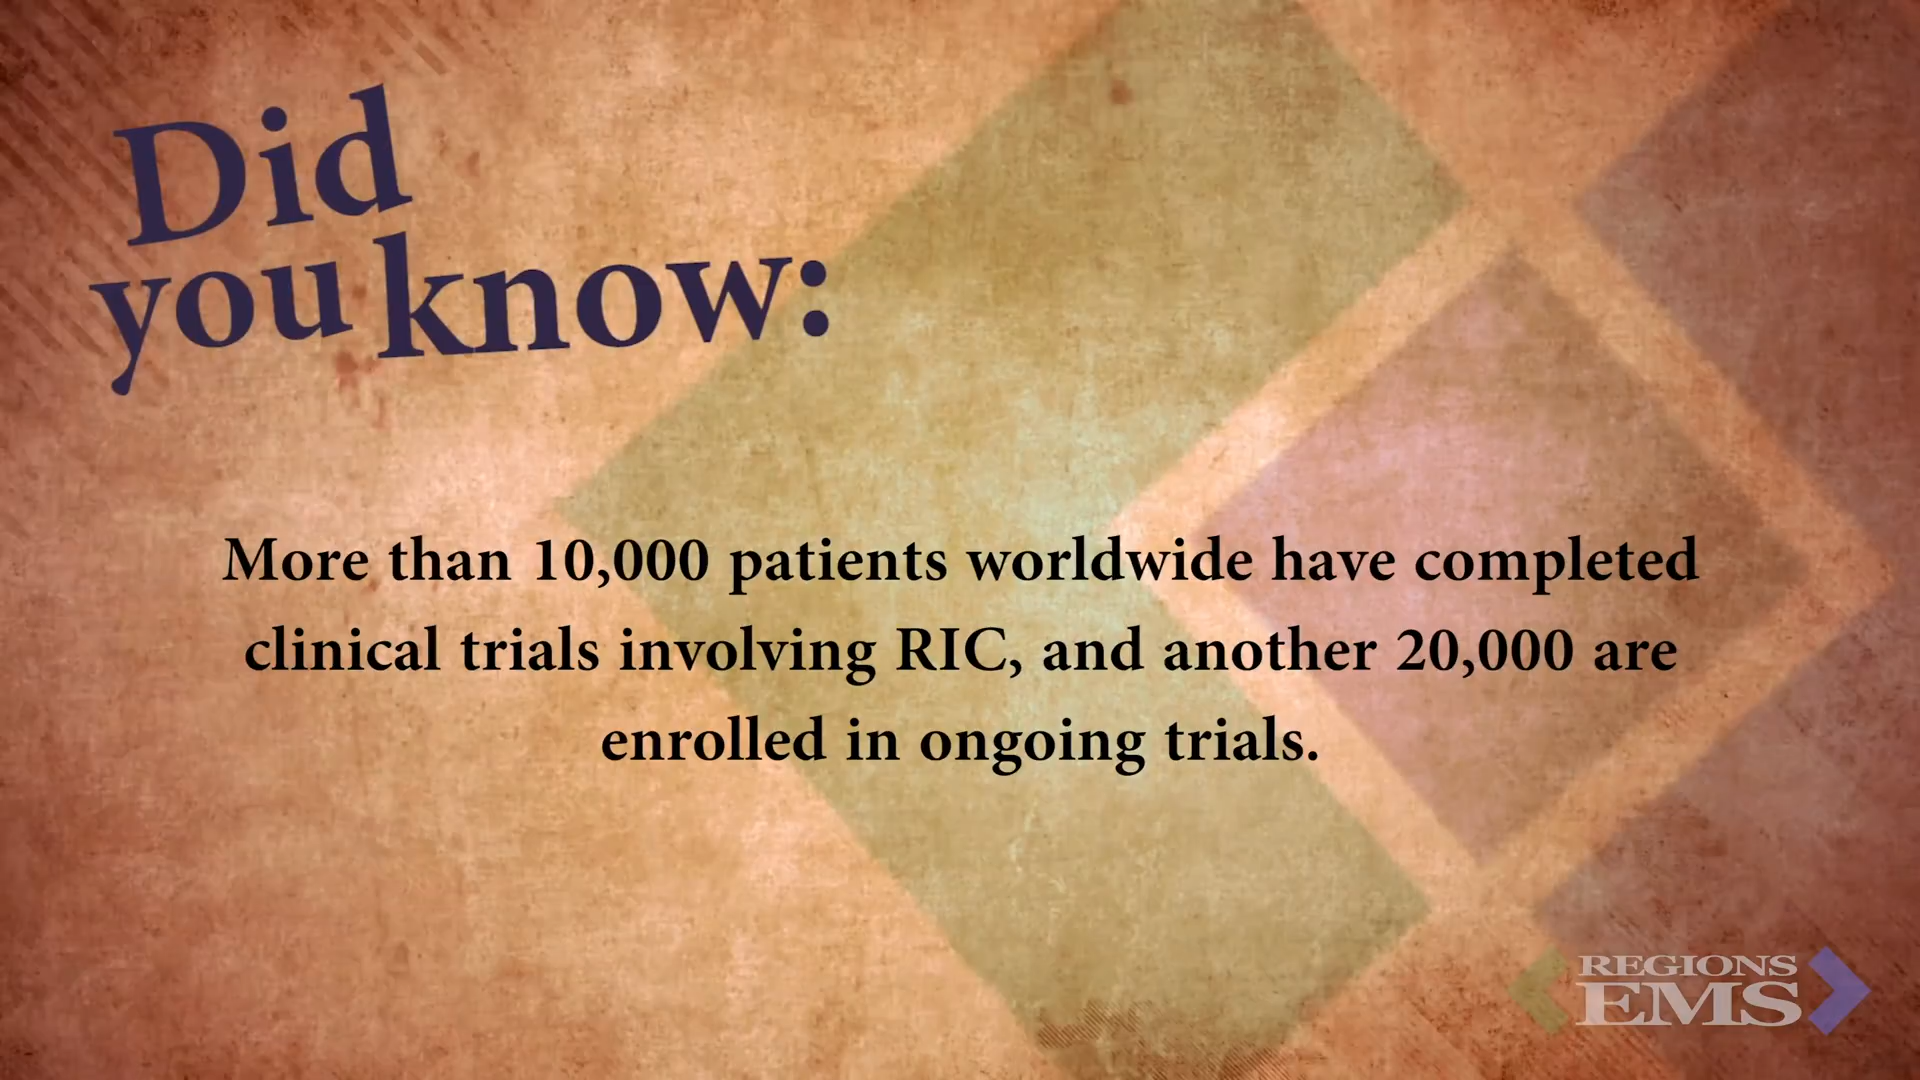 Did
you know:
More than 10,000 patients worldwide have completed
clinical trials involving RIC, and another 20,000 are
enrolled in ongoing trials.
REGIONS
EMS